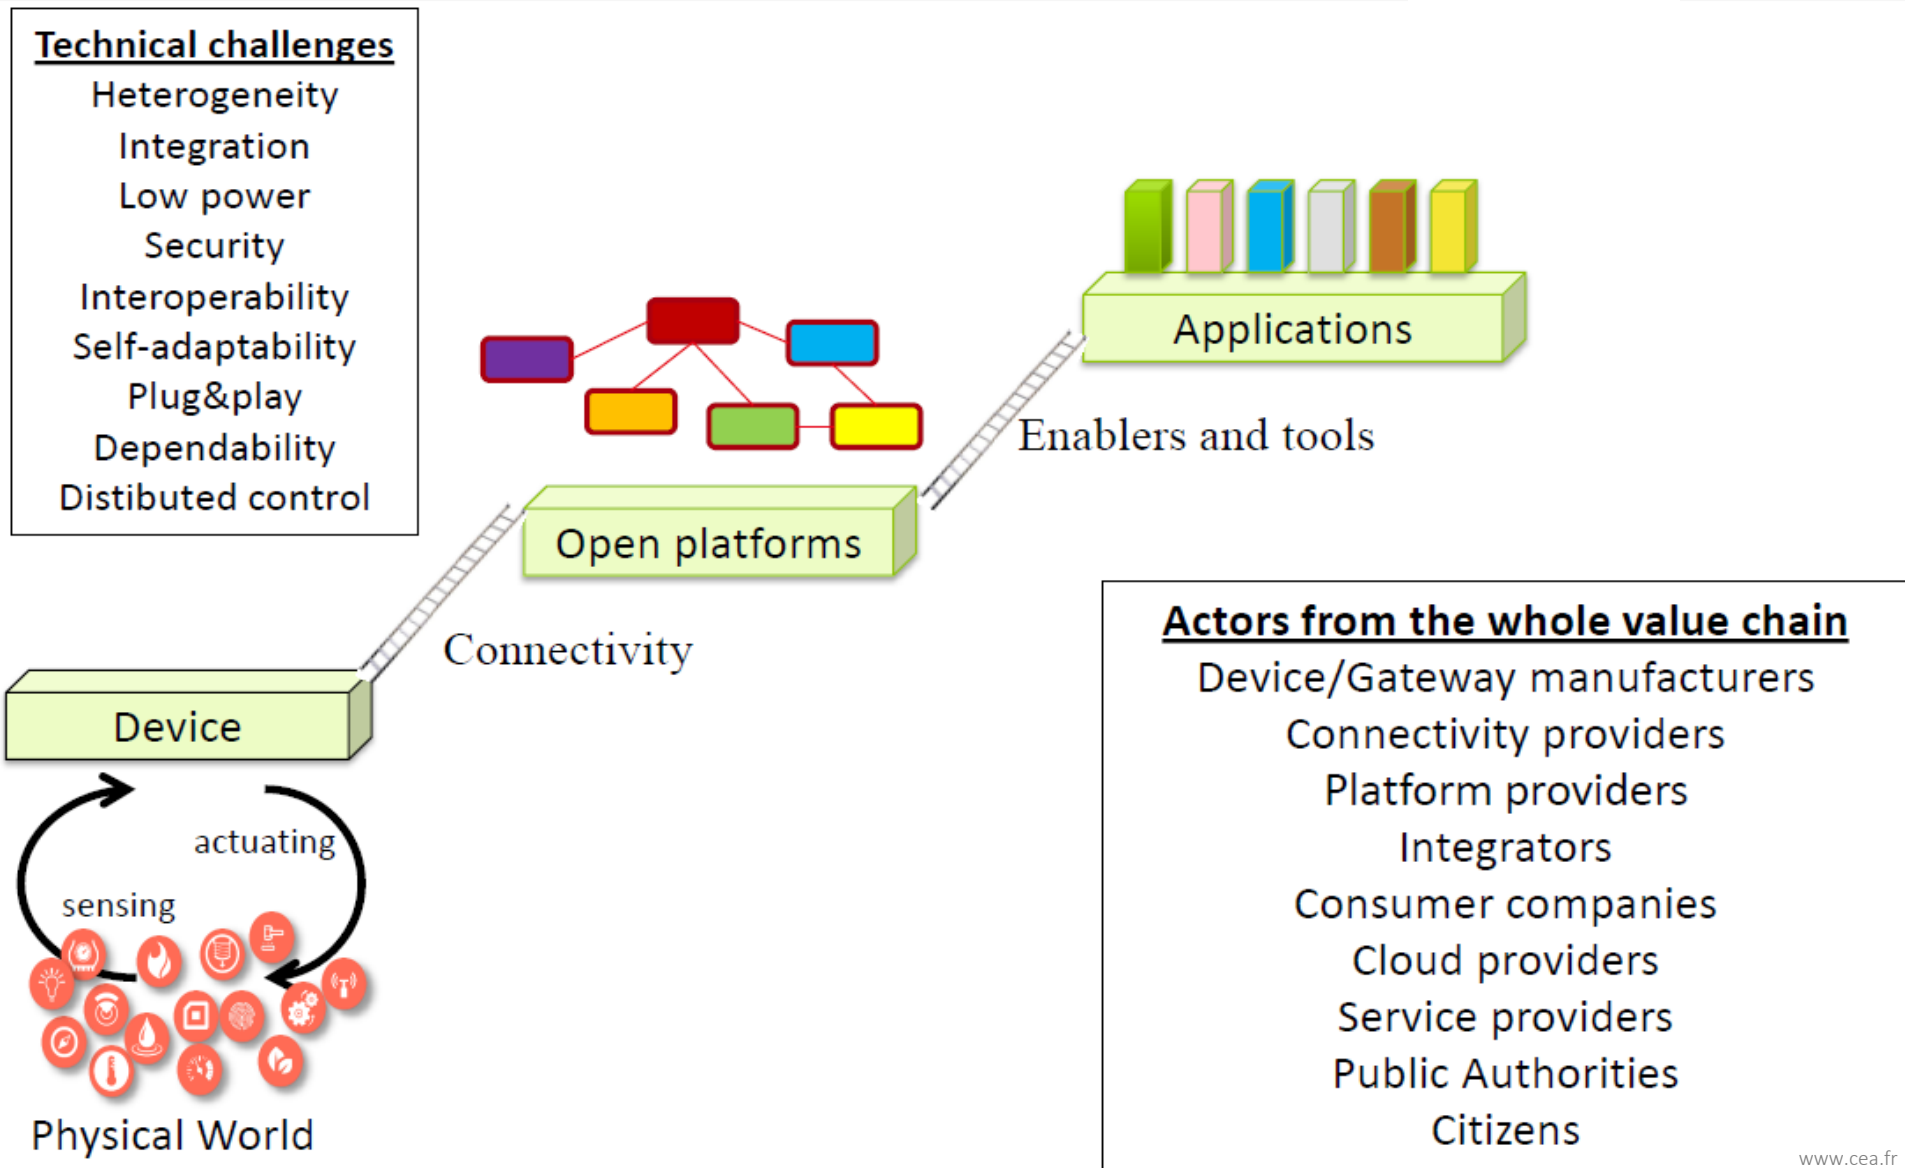 Technical challenges
Heterogeneity
Integration
Low power
Security
Interoperability
Self-adaptability
Plug&play
Dependability
Distibuted control
Applications
Enablers and tools
Open platforms
Connectivity
Device
actuating
sensing
Physical World
Actors from the whole value chain
Device/Gateway manufacturers
Connectivity providers
Platform providers
Integrators
Consumer companies
Cloud providers
Service providers
Public Authorities
Citizens
www.cea.fr